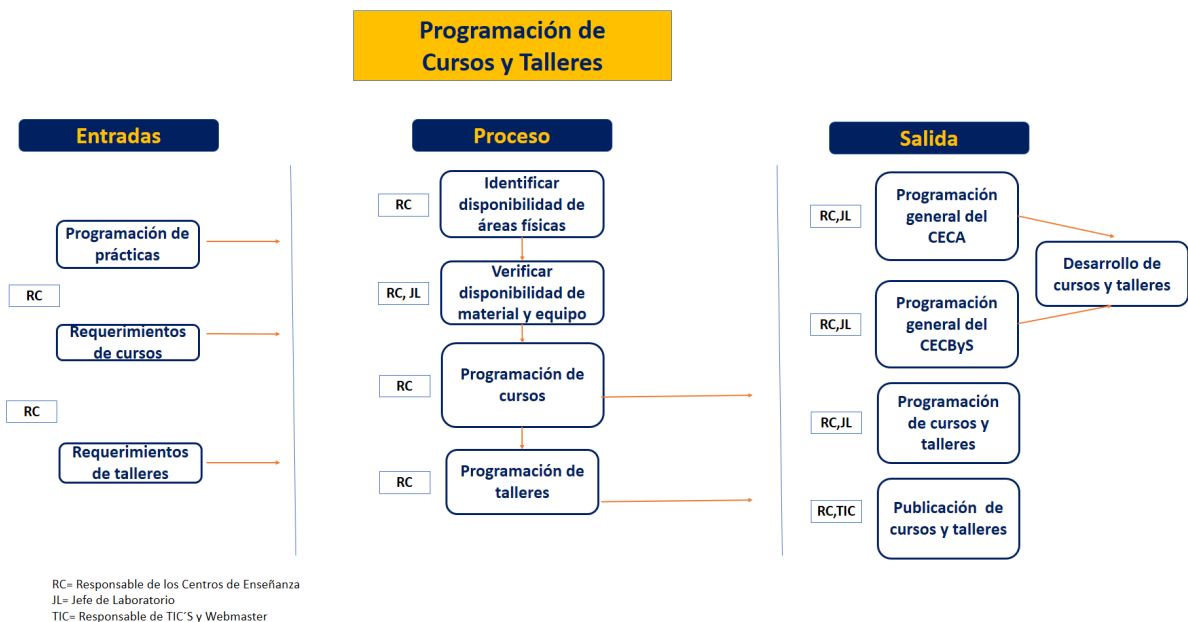 Programación de
Cursos y Talleres
Entradas
Programación de
prácticas
RC
Requerimientos
de cursos
RC
Requerimientos
de talleres
Proceso
RC
Identificar
disponibilidad de
áreas físicas
RC, JL
Verificar
disponibilidad de
material y equipo
RC
Programación de
cursos
RC
Programación de
talleres
Salida
RC,JL
Programación
general del
CECA
RC,JL
Programación
general del
CECByS
Desarrollo de
cursos y talleres
RC,JL
Programación
de cursos y
talleres
RC,TIC
Publicación de
cursos y talleres
RC= Responsable de los Centros de Enseñanza
JL= Jefe de Laboratorio
TIC= Responsable de TIC´S y Webmaster